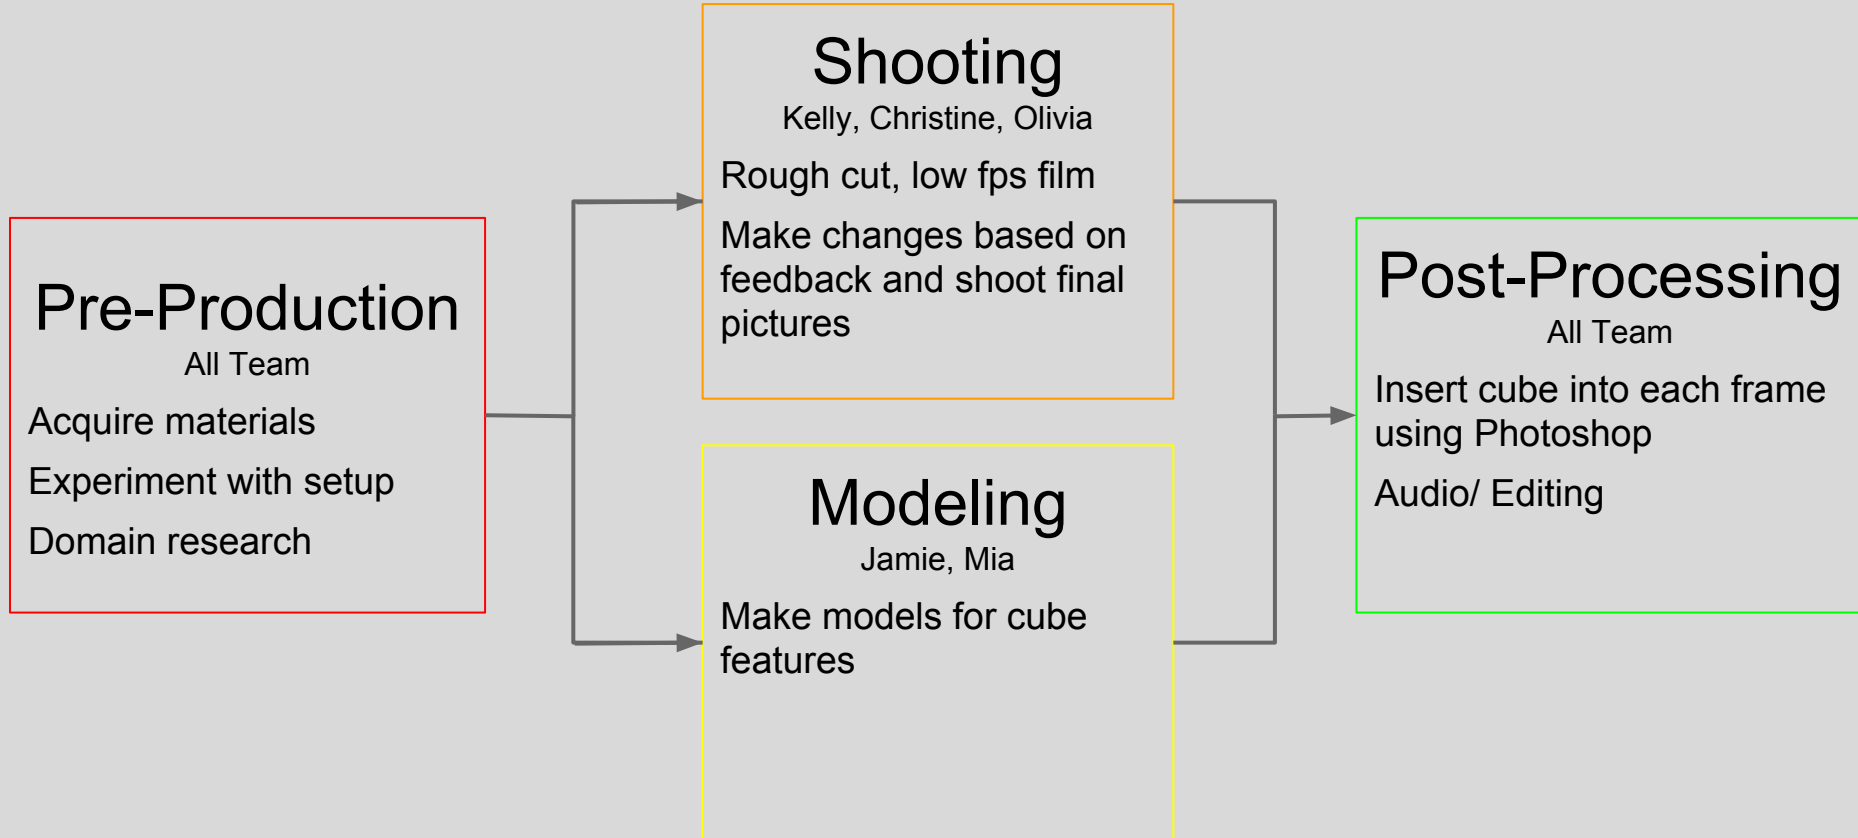 Pre-Production
All Team
Acquire materials
Experiment with setup
Domain research
Shooting
Kelly, Christine, Olivia
Rough cut, low fps film
Make changes based on
feedback and shoot final
pictures
Modeling
Jamie, Mia
Make models for cube
features
Post-Processing
All Team
Insert cube into each frame
using Photoshop
Audio/ Editing